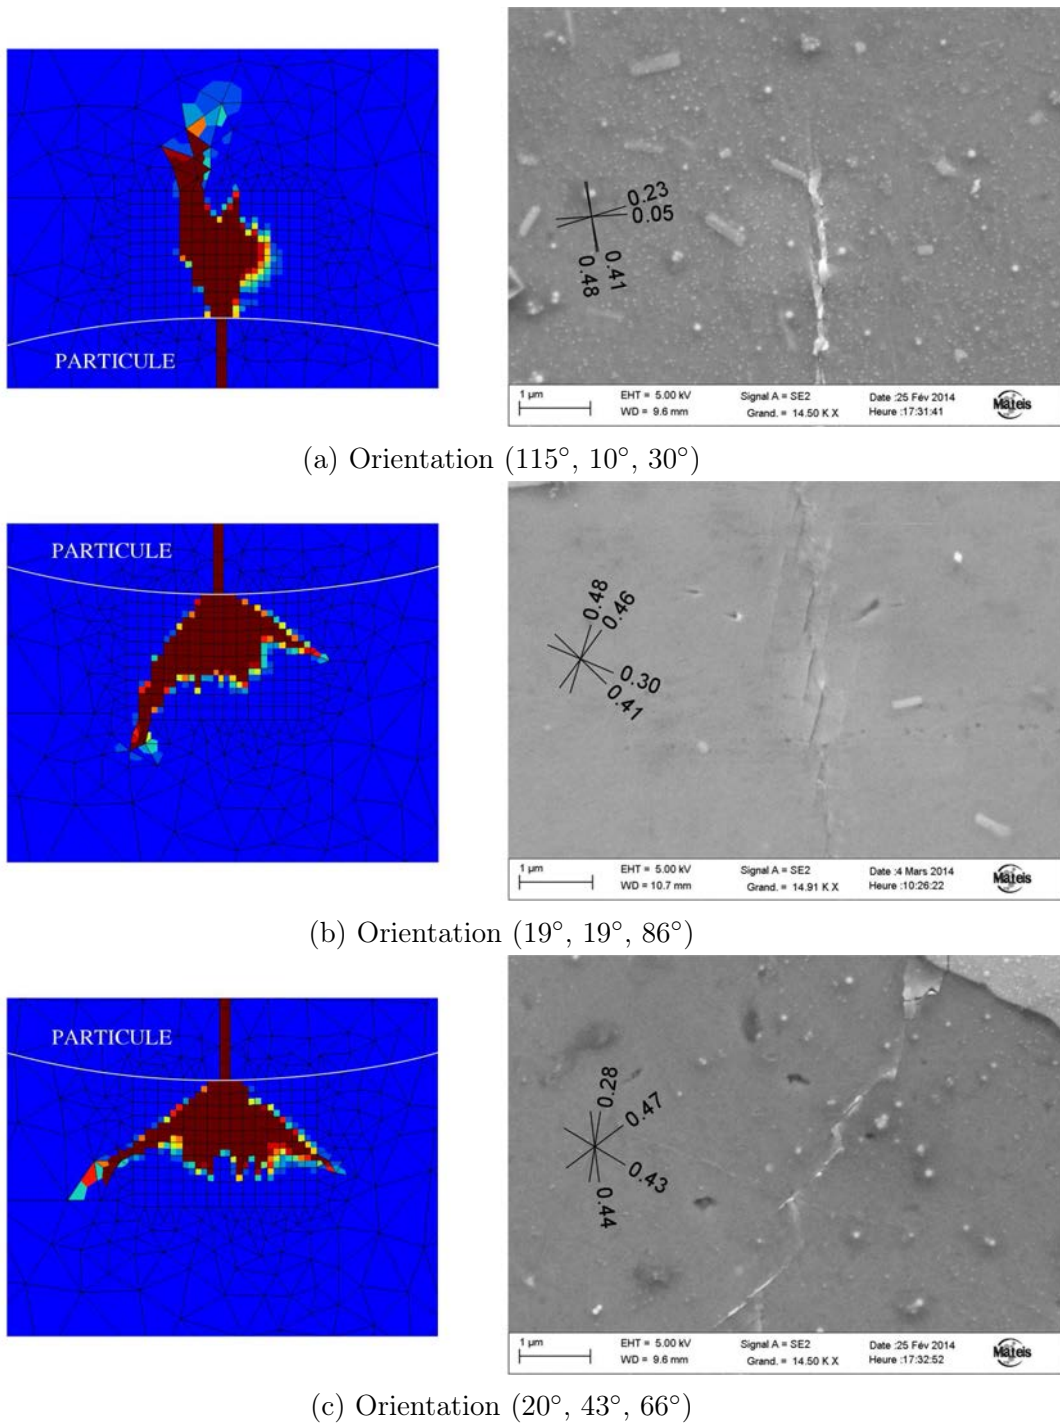 PARTICULE
0.23
0.05
0.41
0.48
1 µm
EHT = 5.00 kV
Signal A = SE2
Date :25 Fév 2014
WD = 9.6 mm
Grand. = 14.50 K X
Heure :17:31:41
Mateis
(a) Orientation (115°, 10°, 30°)
PARTICULE
0.48
0.46
0.30
0.41
1 µm
EHT = 5.00 kV
Signal A = SE2
Date :4 Mars 2014
WD = 10.7 mm
Grand. = 14.91 K X
Heure :10:26:22
Mateis
(b) Orientation (19°, 19°, 86°)
PARTICULE
0.28
0.47
0.43
0.44
1 µm
EHT = 5.00 kV
Signal A = SE2
Date :25 Fév 2014
WD = 9.6 mm
Grand. = 14.50 K X
Heure :17:32:52
Mateis
(c) Orientation (20°, 43°, 66°)